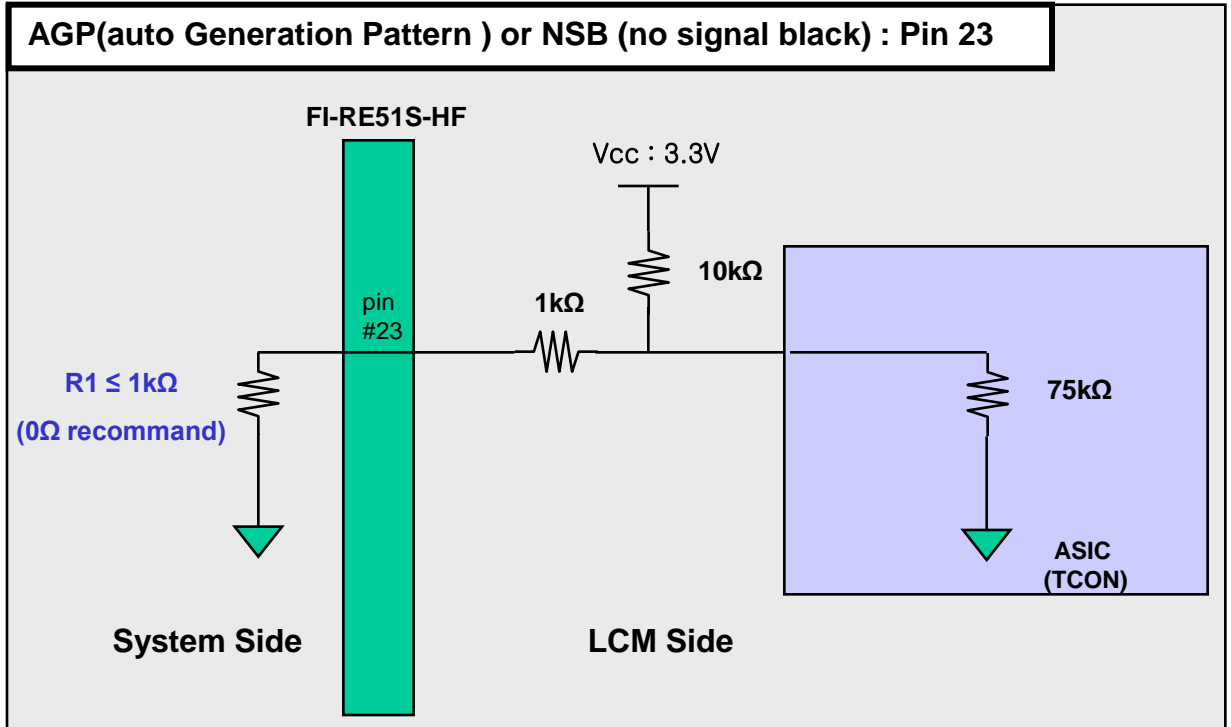 AGP(auto Generation Pattern ) or NSB (no signal black) : Pin 23
FI-RE51S-HF
Vcc : 3.3V
10kΩ
1kΩ
pin
#23
R1 ≤ 1kΩ
(0Ω recommand)
75kΩ
ASIC
(TCON)
System Side
LCM Side